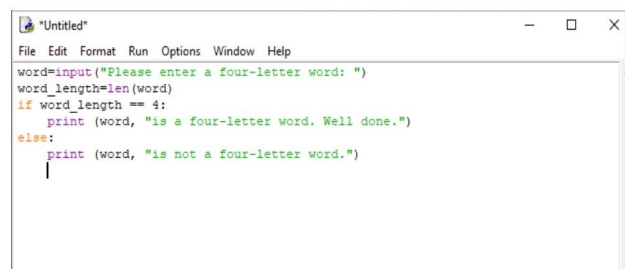 *Untitled*
File Edit Format Run Options Window Help
word=input("Please enter a four-letter word: ")
word_length=len(word)
if word_length == 4:
    print (word, "is a four-letter word. Well done.")
else:
    print (word, "is not a four-letter word.")